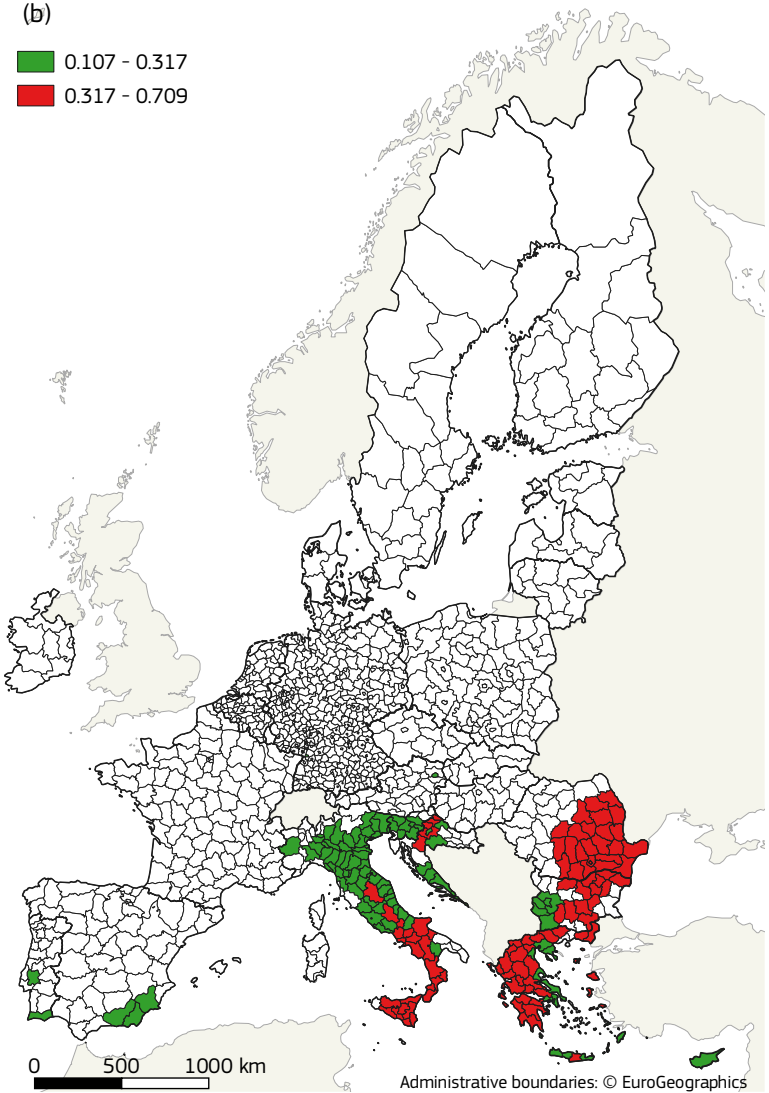 (b)
0.107 - 0.317
0.317 - 0.709
0 500 1000 km
Administrative boundaries: © EuroGeographics